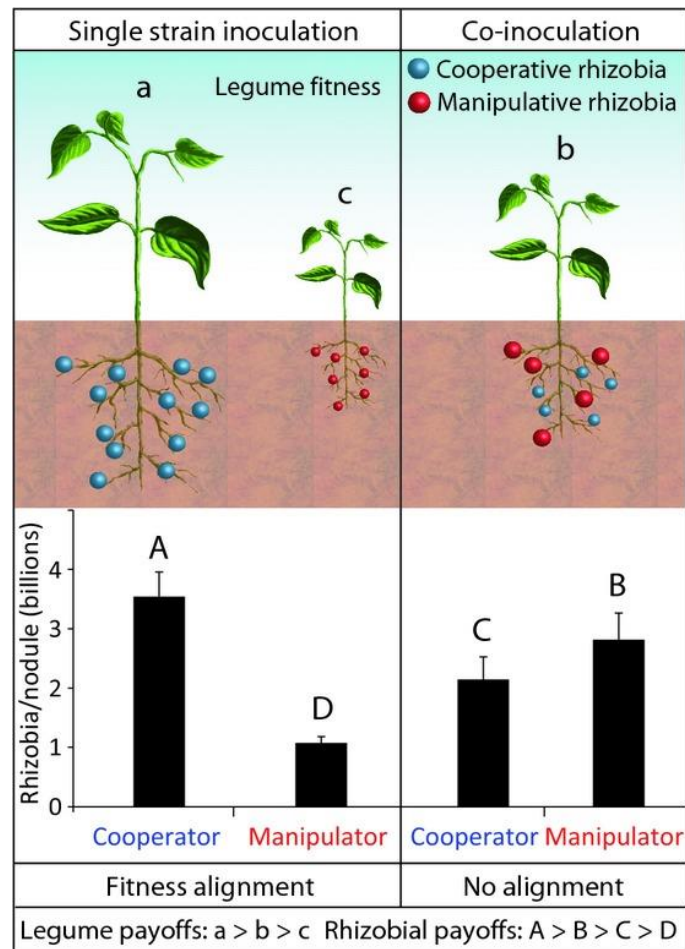 Single strain inoculation
Co-inoculation
a
Legume fitness
c
Cooperative rhizobia
Manipulative rhizobia
b
Rhizobia/nodule (billions)
4
3
2
1
0
A
D
C
B
Cooperator
Manipulator
Cooperator
Manipulator
Fitness alignment
No alignment
Legume payoffs: a > b > c Rhizobial payoffs: A > B > C > D